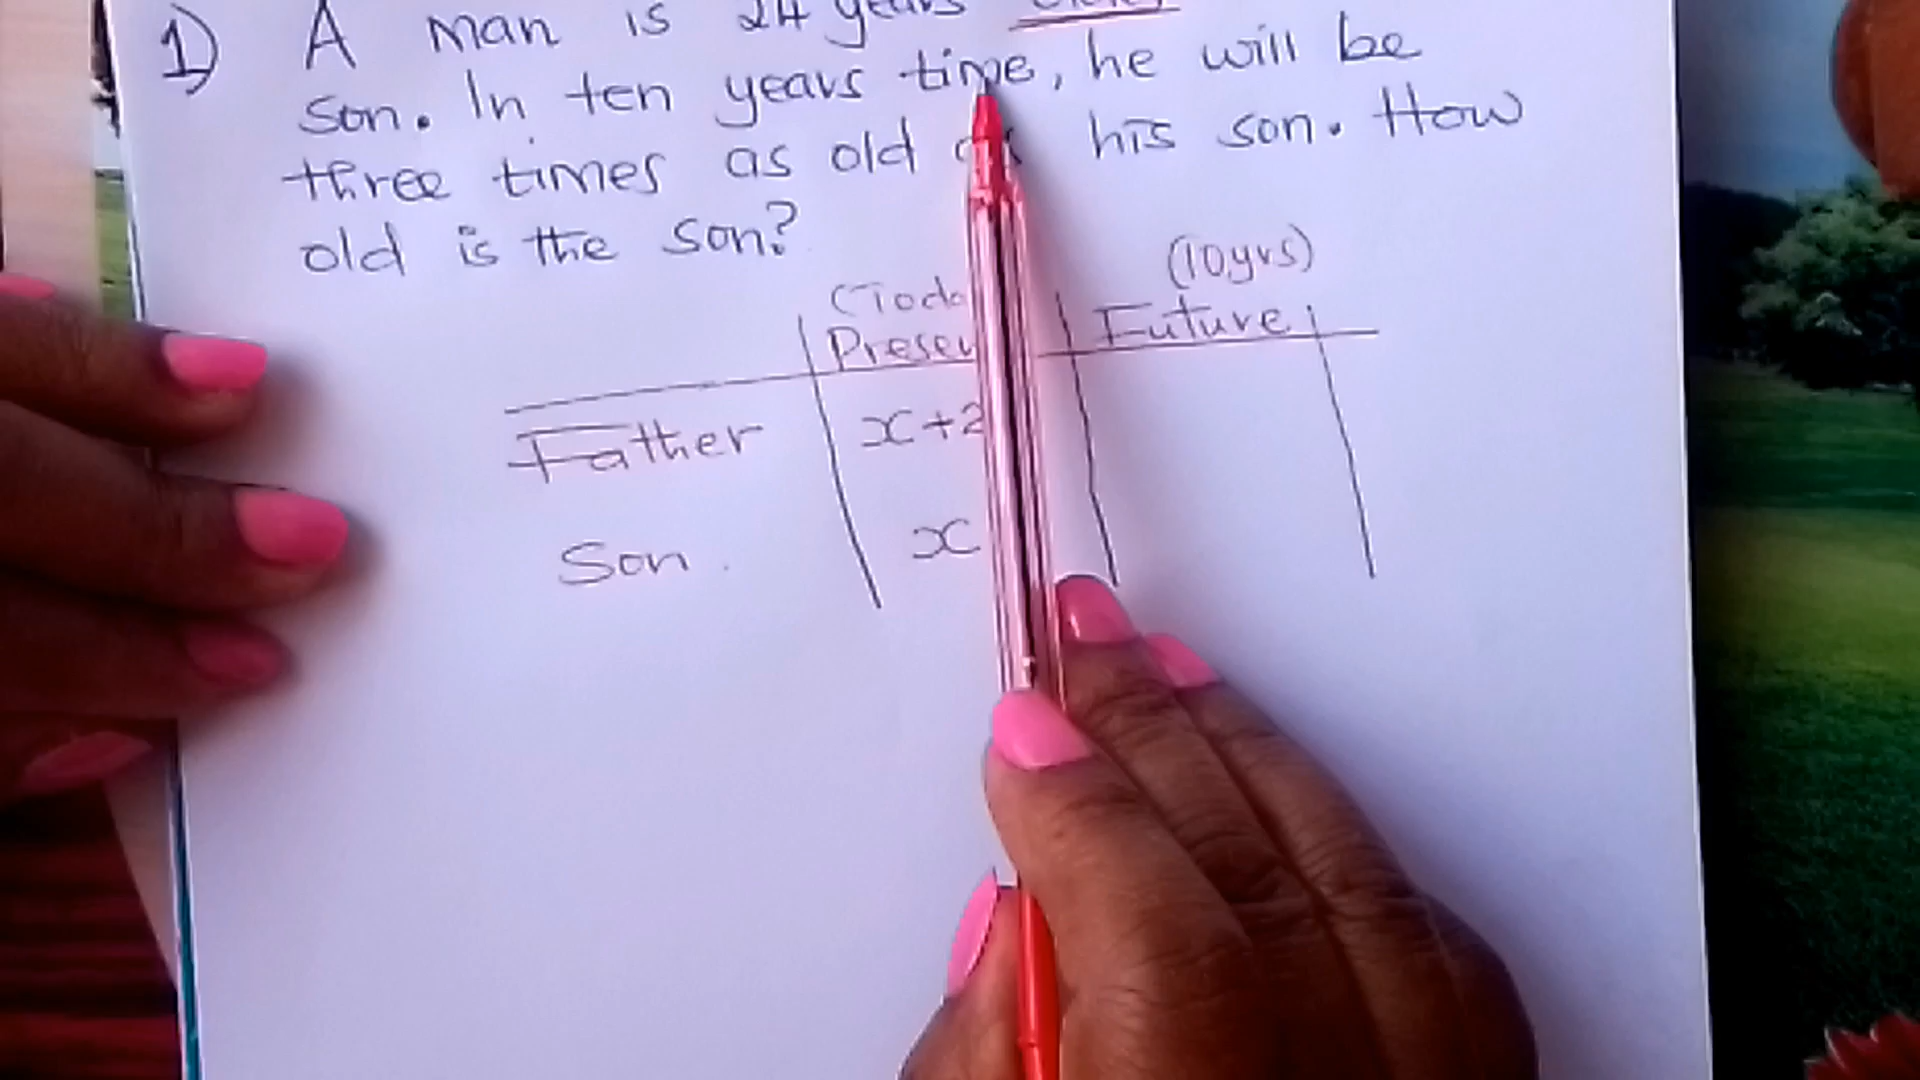 1) A man is 24 years
son. In ten years time, he will be
three times as old his son. How
old is the son?
(10yrs)
Future
Father x+2
Son x